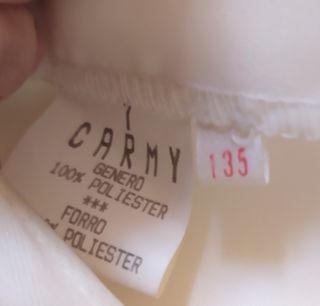 CARMY
GENERO
100% POLIESTER
***
FORRO
POLIESTER
135